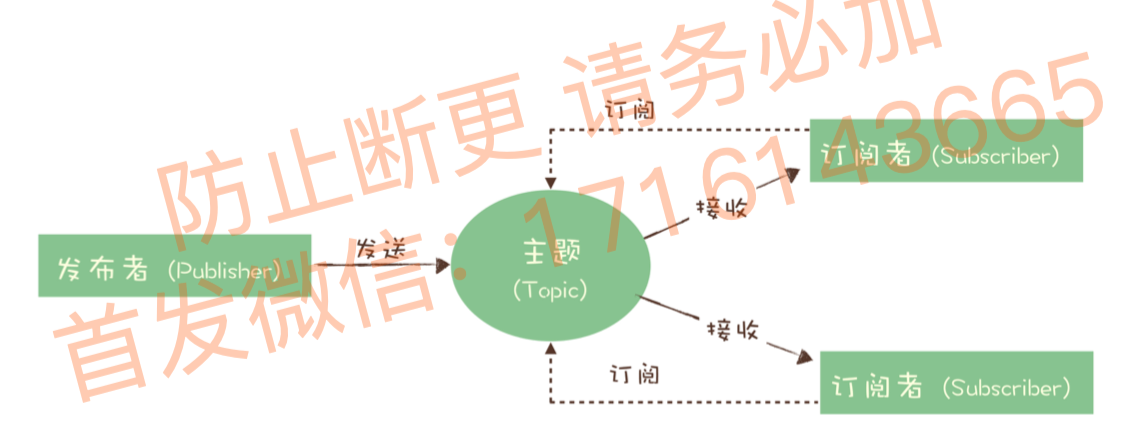 防止断更 请务必加
首发微信：1716143665
订阅
订阅者 (Subscriber)
接收
发布者 (Publisher)
发送
主题
(Topic)
接收
订阅
订阅者 (Subscriber)